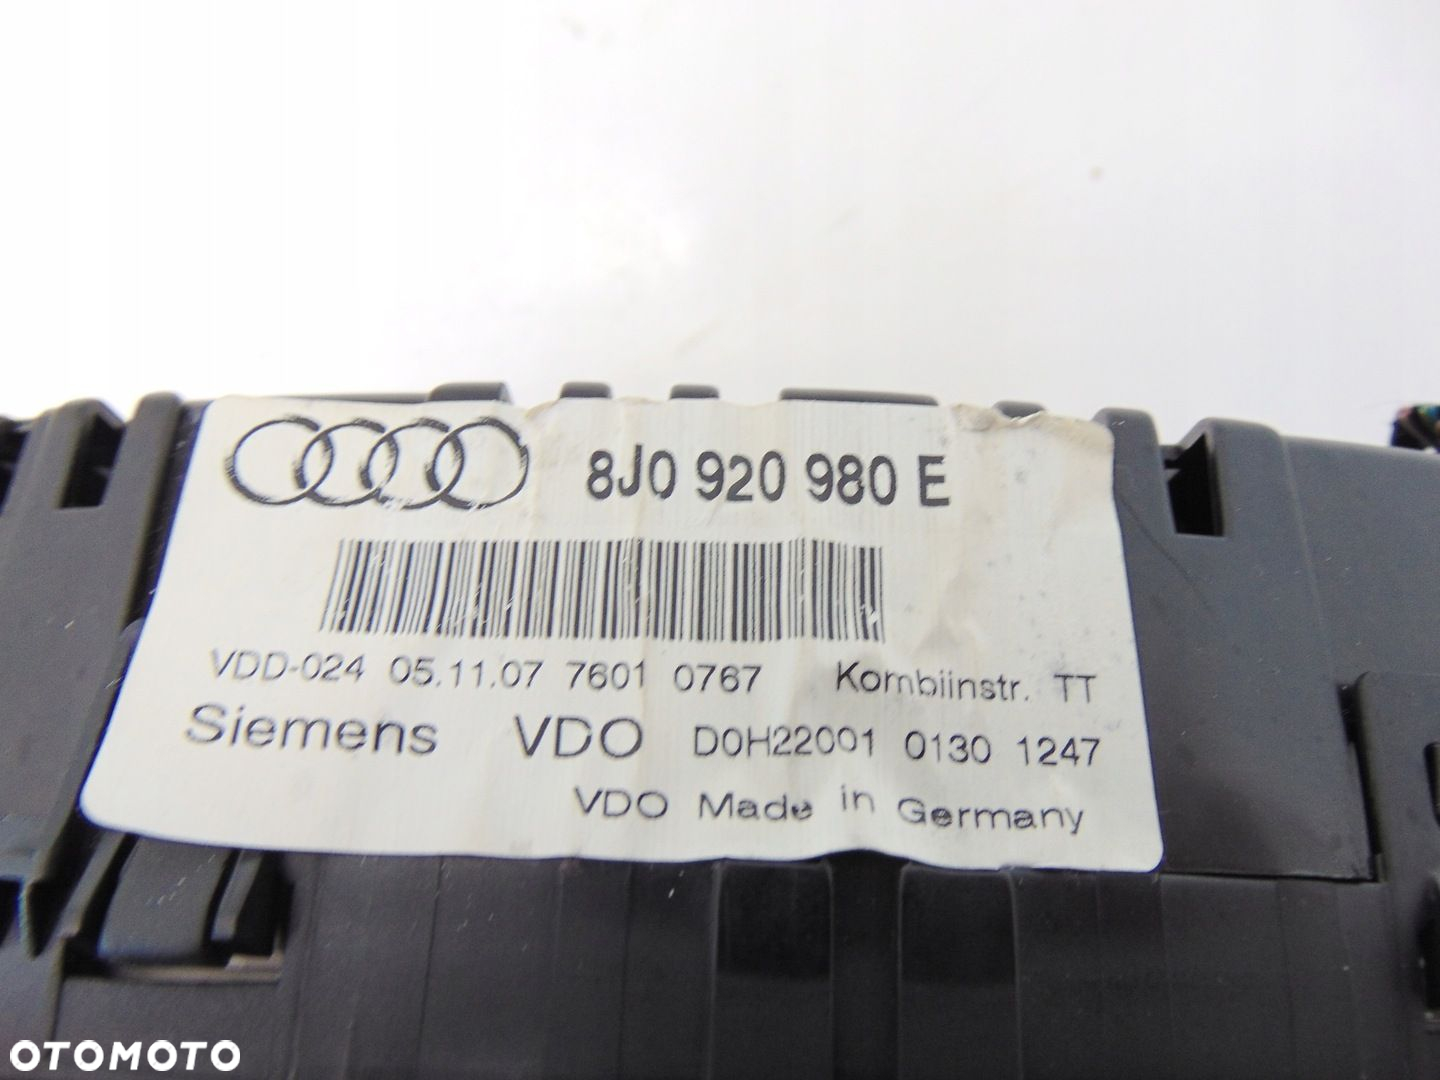 8J0 920 980 E
VDD-024 05.11.07 7601 0767 Kombiinstr. TT
Siemens VDO D0H22001 0130 1247
VDO Made in Germany
OTOMOTO